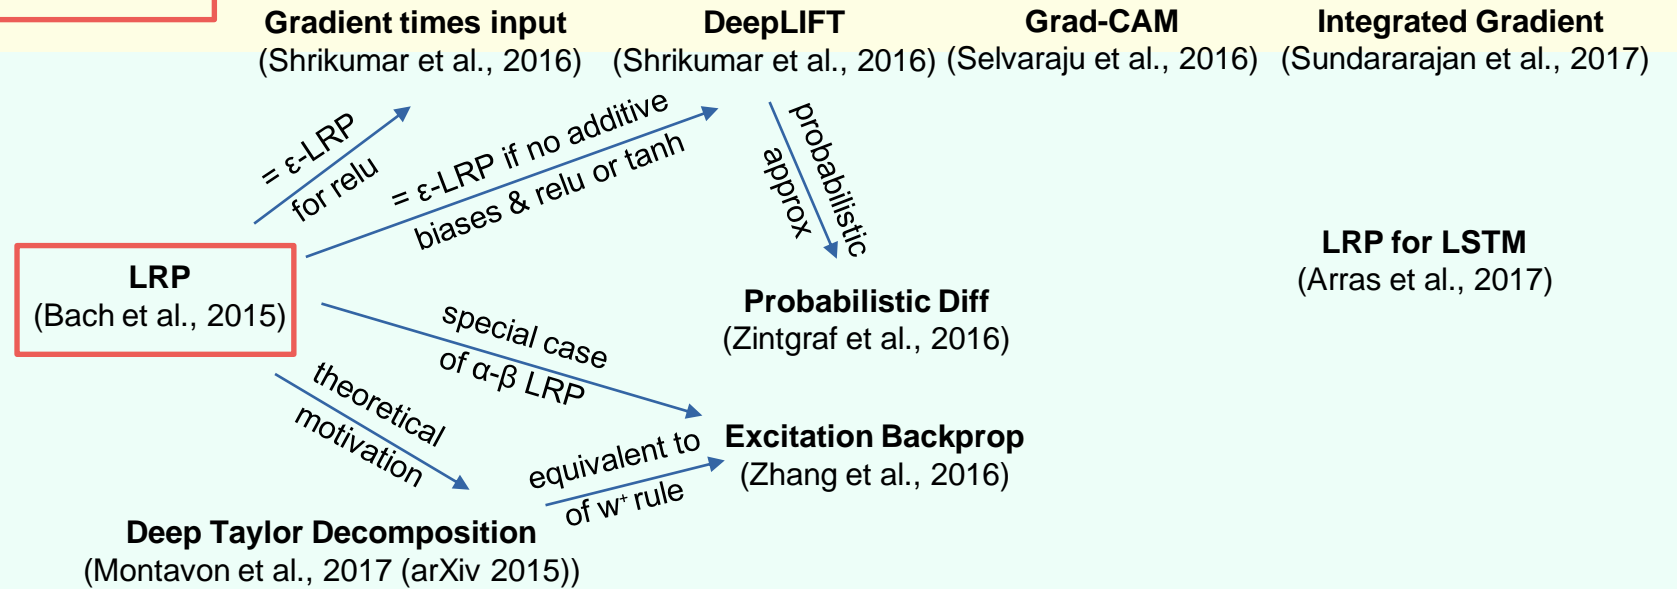 Gradient times input
(Shrikumar et al., 2016)
DeepLIFT
(Shrikumar et al., 2016)
Grad-CAM
(Selvaraju et al., 2016)
Integrated Gradient
(Sundararajan et al., 2017)
= ε-LRP
for relu
= ε-LRP if no additive
biases & relu or tanh
probabilistic
approx
LRP
(Bach et al., 2015)
LRP for LSTM
(Arras et al., 2017)
Probabilistic Diff
(Zintgraf et al., 2016)
special case
of α-β LRP
theoretical
motivation
equivalent to
of w⁺ rule
Excitation Backprop
(Zhang et al., 2016)
Deep Taylor Decomposition
(Montavon et al., 2017 (arXiv 2015))